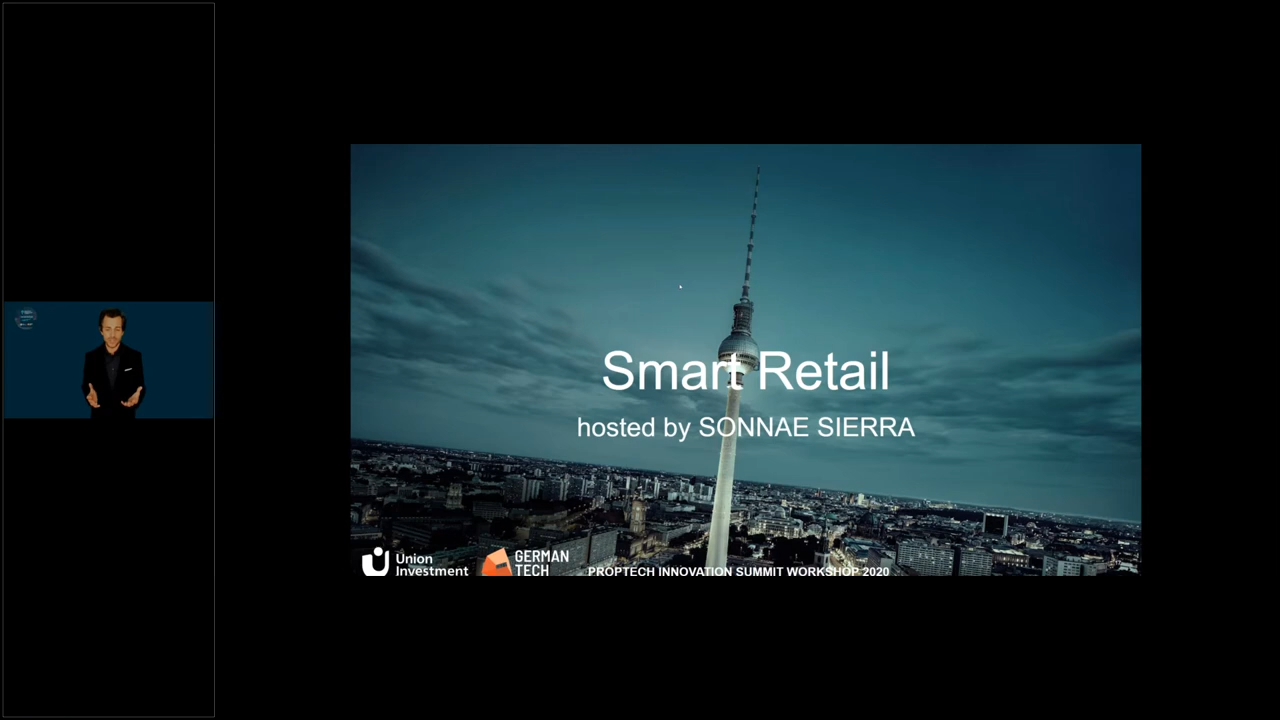 Smart Retail
hosted by SONNAE SIERRA
Union
Investment
GERMAN
TECH
PROPTECH INNOVATION SUMMIT WORKSHOP 2020